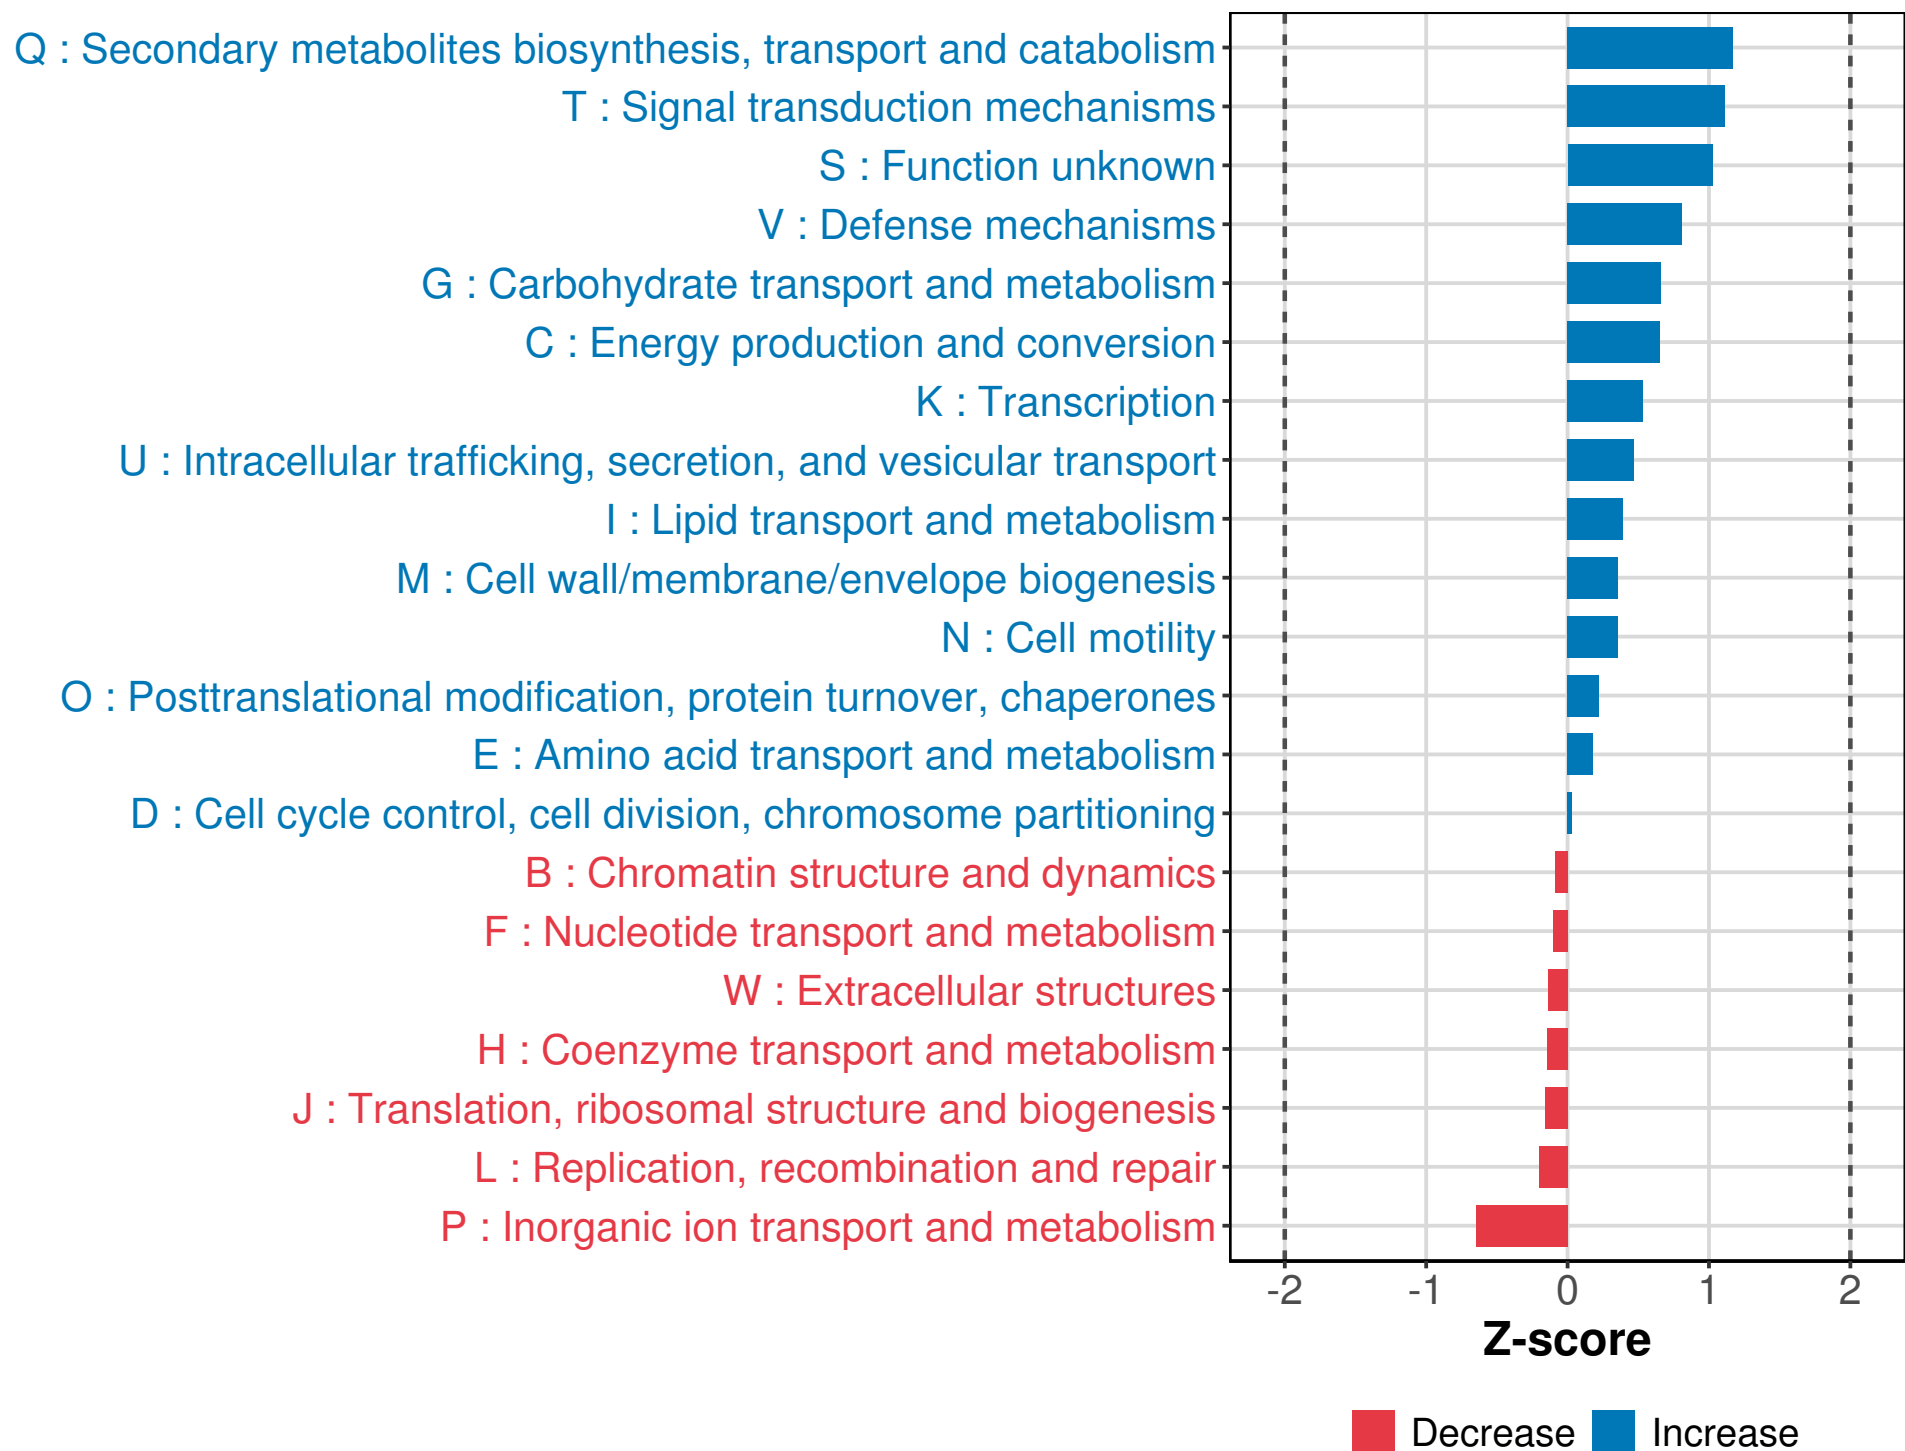 Q : Secondary metabolites biosynthesis, transport and catabolism
T : Signal transduction mechanisms
S : Function unknown
V : Defense mechanisms
G : Carbohydrate transport and metabolism
C : Energy production and conversion
K : Transcription
U : Intracellular trafficking, secretion, and vesicular transport
I : Lipid transport and metabolism
M : Cell wall/membrane/envelope biogenesis
N : Cell motility
O : Posttranslational modification, protein turnover, chaperones
E : Amino acid transport and metabolism
D : Cell cycle control, cell division, chromosome partitioning
B : Chromatin structure and dynamics
F : Nucleotide transport and metabolism
W : Extracellular structures
H : Coenzyme transport and metabolism
J : Translation, ribosomal structure and biogenesis
L : Replication, recombination and repair
P : Inorganic ion transport and metabolism
-2 -1 0 1 2
Z-score
Decrease Increase